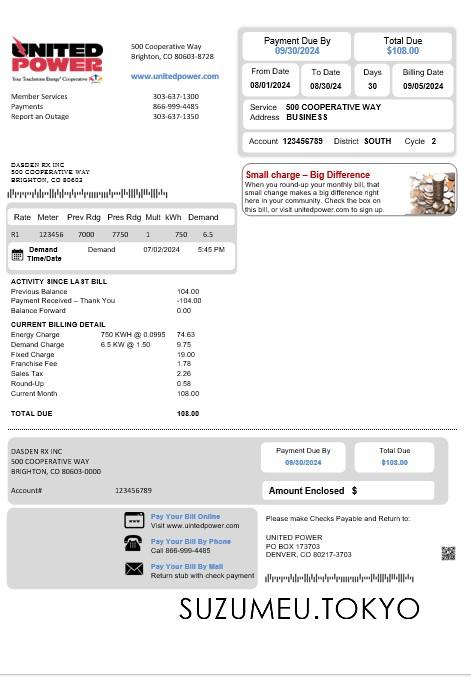 UNITED
POWER
Your Touchstone Energy® Cooperative
500 Cooperative Way
Brighton, CO 80603-8728
www.unitedpower.com
Member Services 303-637-1300
Payments 866-999-4485
Report an Outage 303-637-1350
Payment Due By
09/30/2024
Total Due
$108.00
From Date To Date Days Billing Date
08/01/2024 08/30/24 30 09/05/2024
Service 500 COOPERATIVE WAY
Address BUSINESS
Account 123456789 District SOUTH Cycle 2
DASDEN RX INC
500 COOPERATIVE WAY
BRIGHTON, CO 80603
Small charge – Big Difference
When you round-up your monthly bill, that
small change makes a big difference right
here in your community. Check the box on
this bill, or visit unitedpower.com to sign up.
Rate Meter Prev Rdg Pres Rdg Mult kWh Demand
R1 123456 7000 7750 1 750 6.5
Demand Demand 07/02/2024 5:45 PM
Time/Date
ACTIVITY SINCE LAST BILL
Previous Balance 104.00
Payment Received – Thank You -104.00
Balance Forward 0.00
CURRENT BILLING DETAIL
Energy Charge 750 KWH @ 0.0995 74.63
Demand Charge 6.5 KW @ 1.50 9.75
Fixed Charge 19.00
Franchise Fee 1.78
Sales Tax 2.26
Round-Up 0.58
Current Month 108.00
TOTAL DUE 108.00
DASDEN RX INC
500 COOPERATIVE WAY
BRIGHTON, CO 80603-0000
Account# 123456789
Payment Due By
09/30/2024
Total Due
$108.00
Amount Enclosed $
Pay Your Bill Online
Visit www.uintedpower.com
Pay Your Bill By Phone
Call 866-999-4485
Pay Your Bill By Mail
Return stub with check payment
Please make Checks Payable and Return to:
UNITED POWER
PO BOX 173703
DENVER, CO 80217-3703
SUZUMEU.TOKYO